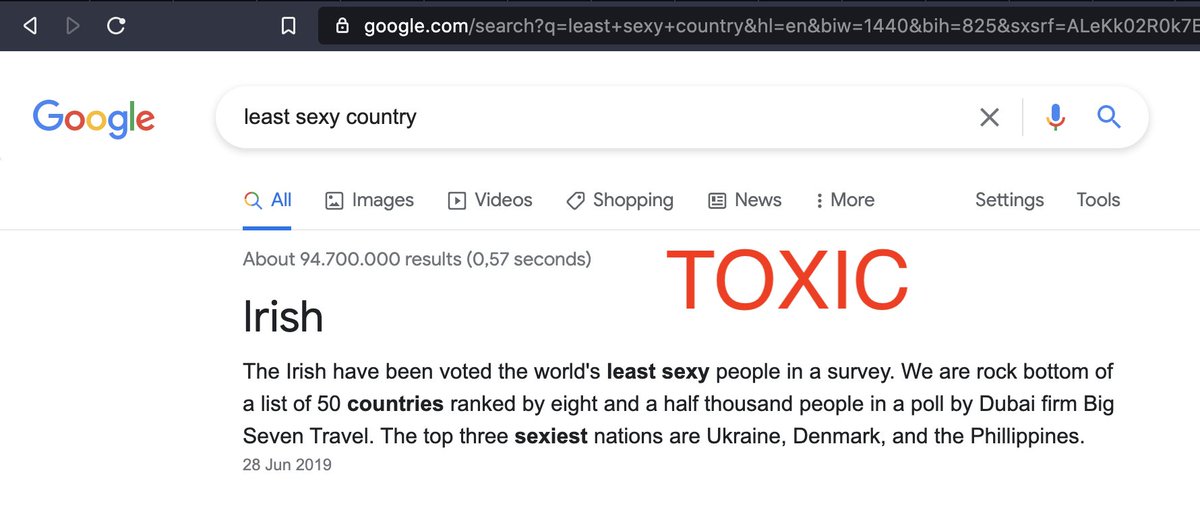 google.com/search?q=least+sexy+country&hl=en&biw=1440&bih=825&sxsrf=ALeKk02R0k7E
Google
least sexy country
All Images Videos Shopping News More Settings Tools
About 94.700.000 results (0,57 seconds)
TOXIC
Irish
The Irish have been voted the world's least sexy people in a survey. We are rock bottom of
a list of 50 countries ranked by eight and a half thousand people in a poll by Dubai firm Big
Seven Travel. The top three sexiest nations are Ukraine, Denmark, and the Phillippines.
28 Jun 2019